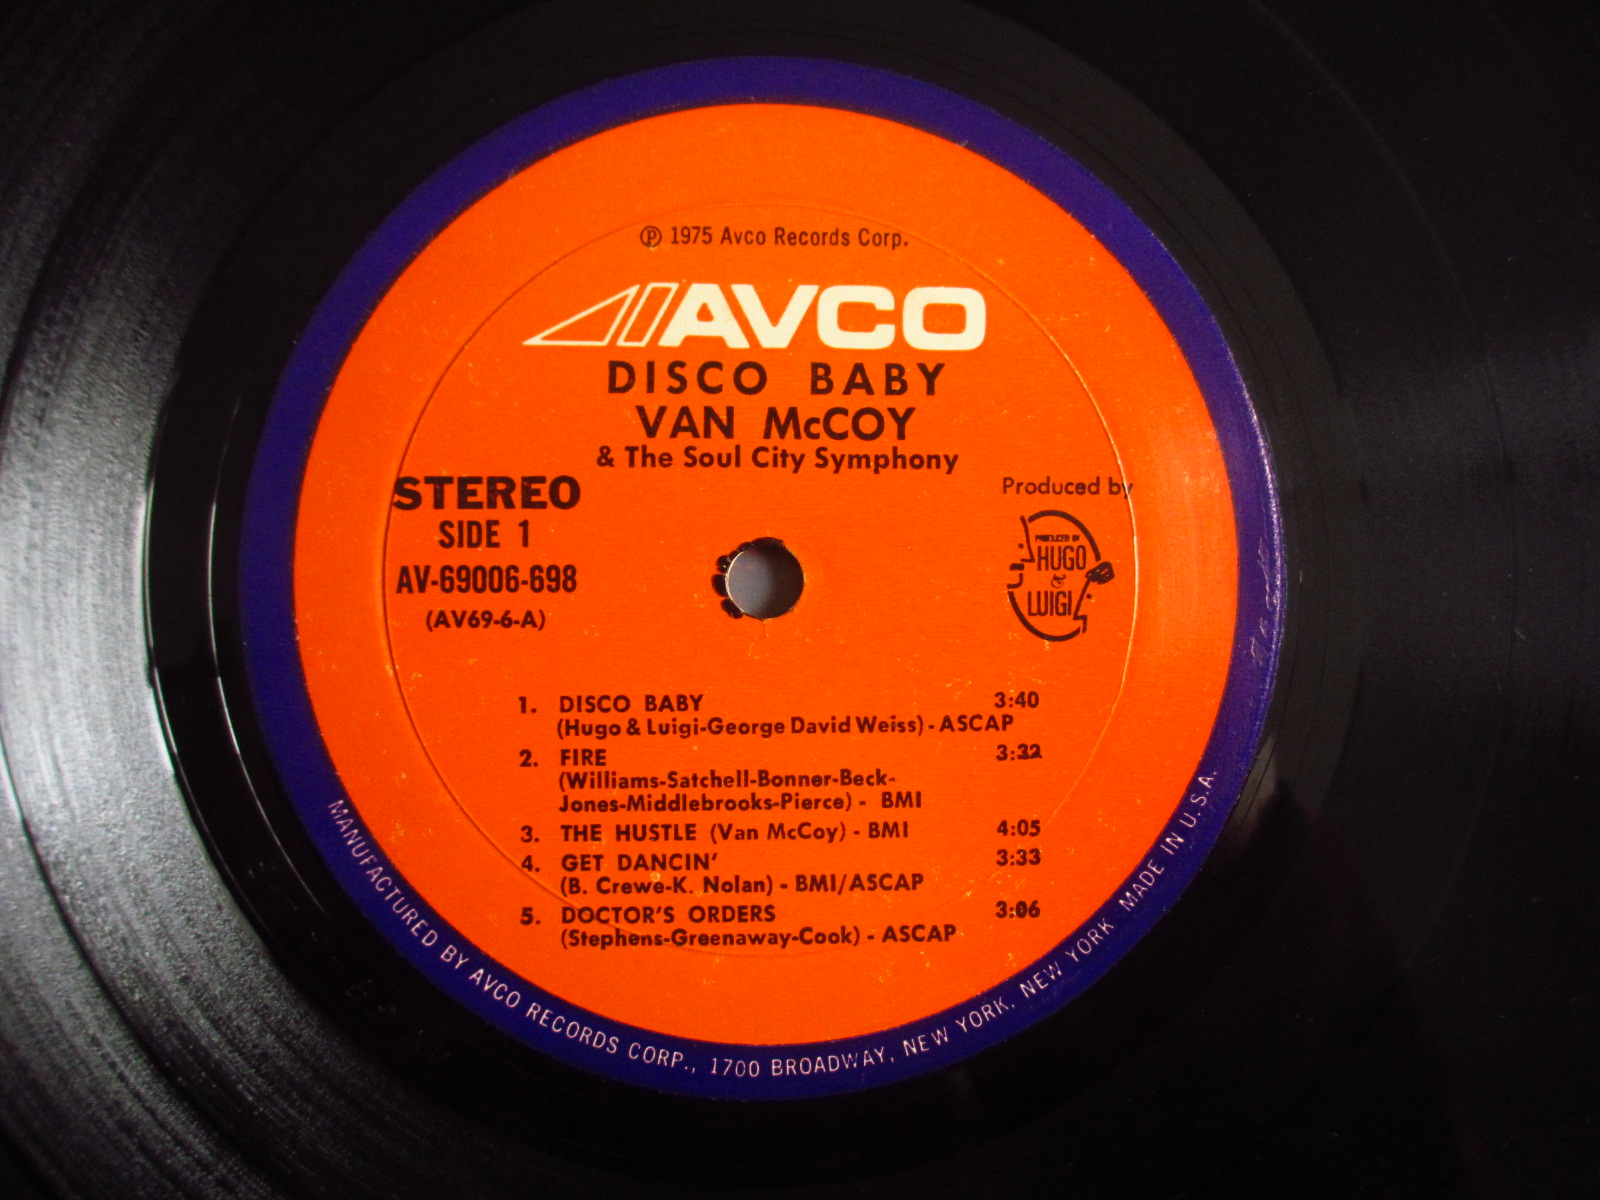 ℗ 1975 Avco Records Corp.
AVCO
DISCO BABY
VAN McCOY
& The Soul City Symphony
STEREO
SIDE 1
AV-69006-698
(AV69-6-A)
Produced by
PRODUCED BY
HUGO
&
LUIGI
1. DISCO BABY 3:40
(Hugo & Luigi-George David Weiss) - ASCAP
2. FIRE 3:32
(Williams-Satchell-Bonner-Beck-
Jones-Middlebrooks-Pierce) - BMI
3. THE HUSTLE (Van McCoy) - BMI 4:05
4. GET DANCIN' 3:33
(B. Crewe-K. Nolan) - BMI/ASCAP
5. DOCTOR'S ORDERS 3:06
(Stephens-Greenaway-Cook) - ASCAP
MANUFACTURED BY AVCO RECORDS CORP., 1700 BROADWAY, NEW YORK, NEW YORK MADE IN U.S.A.